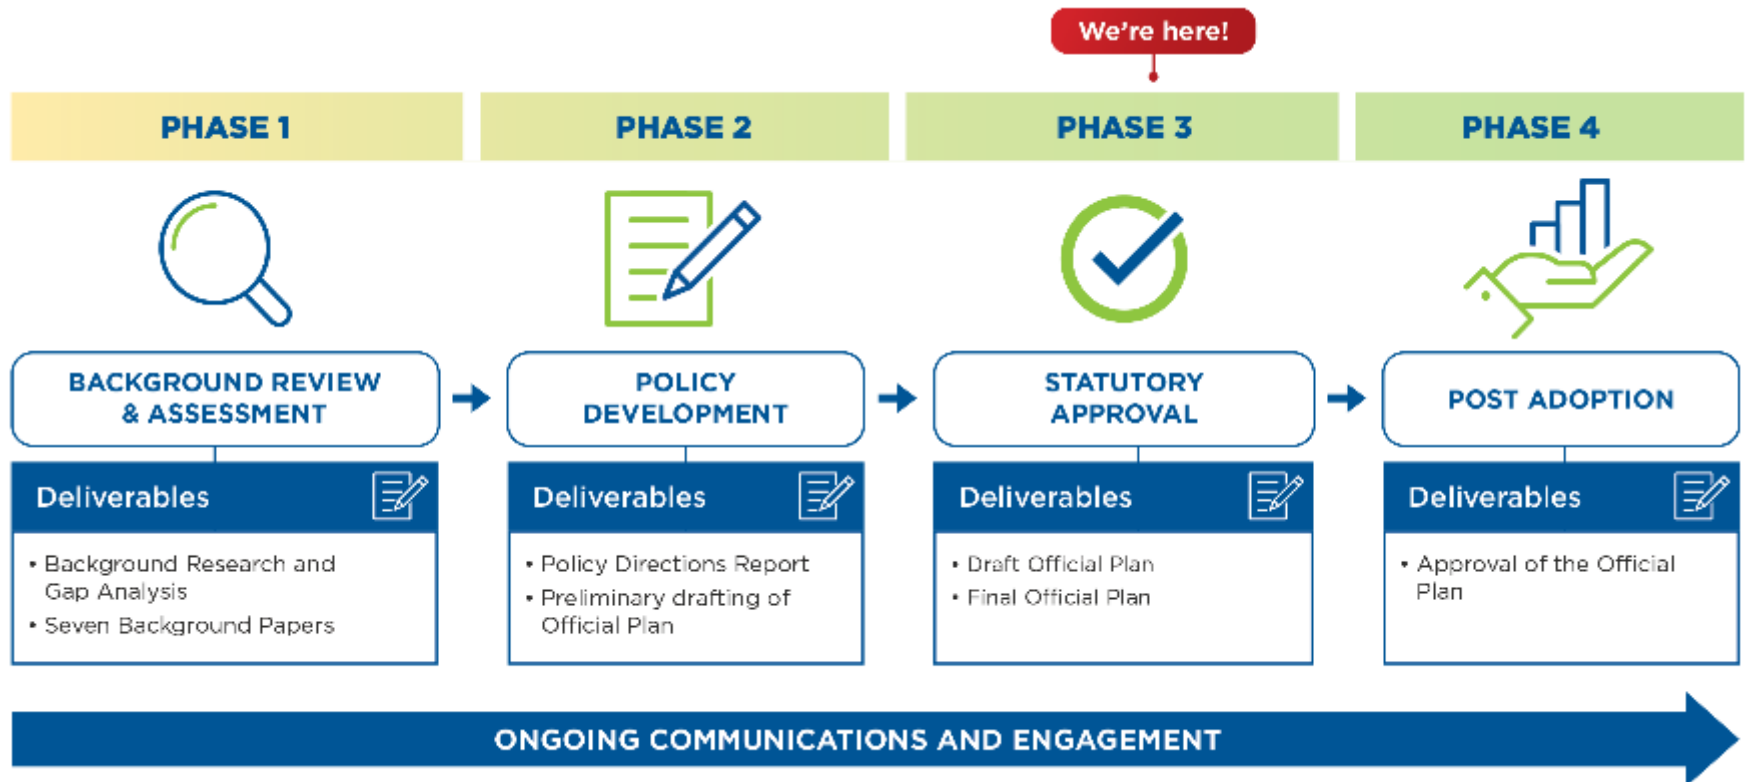 We're here!
PHASE 1
PHASE 2
PHASE 3
PHASE 4
BACKGROUND REVIEW
& ASSESSMENT
POLICY
DEVELOPMENT
STATUTORY
APPROVAL
POST ADOPTION
Deliverables
• Background Research and
Gap Analysis
• Seven Background Papers
Deliverables
• Policy Directions Report
• Preliminary drafting of
Official Plan
Deliverables
• Draft Official Plan
• Final Official Plan
Deliverables
• Approval of the Official
Plan
ONGOING COMMUNICATIONS AND ENGAGEMENT